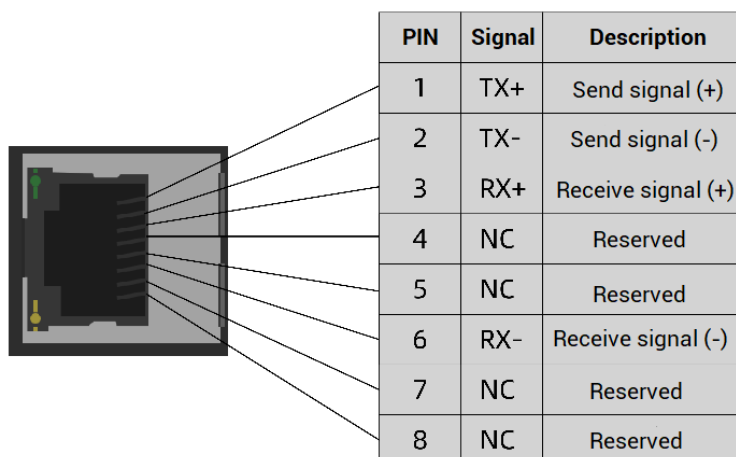 PIN Signal Description
1 TX+ Send signal (+)
2 TX- Send signal (-)
3 RX+ Receive signal (+)
4 NC Reserved
5 NC Reserved
6 RX- Receive signal (-)
7 NC Reserved
8 NC Reserved